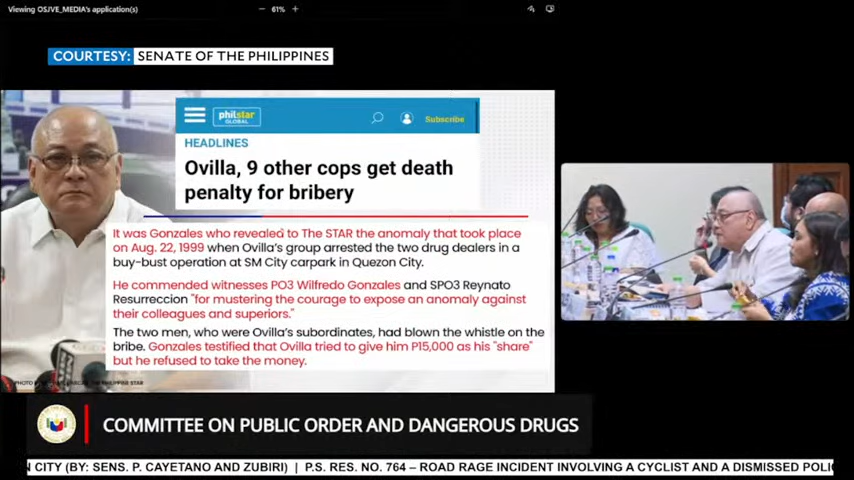 Viewing OSJVE_MEDIA's application(s)
61%
COURTESY: SENATE OF THE PHILIPPINES
philstar
GLOBAL
Subscribe
HEADLINES
Ovilla, 9 other cops get death
penalty for bribery
It was Gonzales who revealed to The STAR the anomaly that took place
on Aug. 22, 1999 when Ovilla's group arrested the two drug dealers in a
buy-bust operation at SM City carpark in Quezon City.
He commended witnesses PO3 Wilfredo Gonzales and SPO3 Reynato
Resurreccion "for mustering the courage to expose an anomaly against
their colleagues and superiors."
The two men, who were Ovilla's subordinates, had blown the whistle on the
bribe. Gonzales testified that Ovilla tried to give him P15,000 as his "share"
but he refused to take the money.
THE PHILIPPINE STAR
COMMITTEE ON PUBLIC ORDER AND DANGEROUS DRUGS
N CITY (BY: SENS. P. CAYETANO AND ZUBIRI) | P.S. RES. NO. 764 – ROAD RAGE INCIDENT INVOLVING A CYCLIST AND A DISMISSED POLI